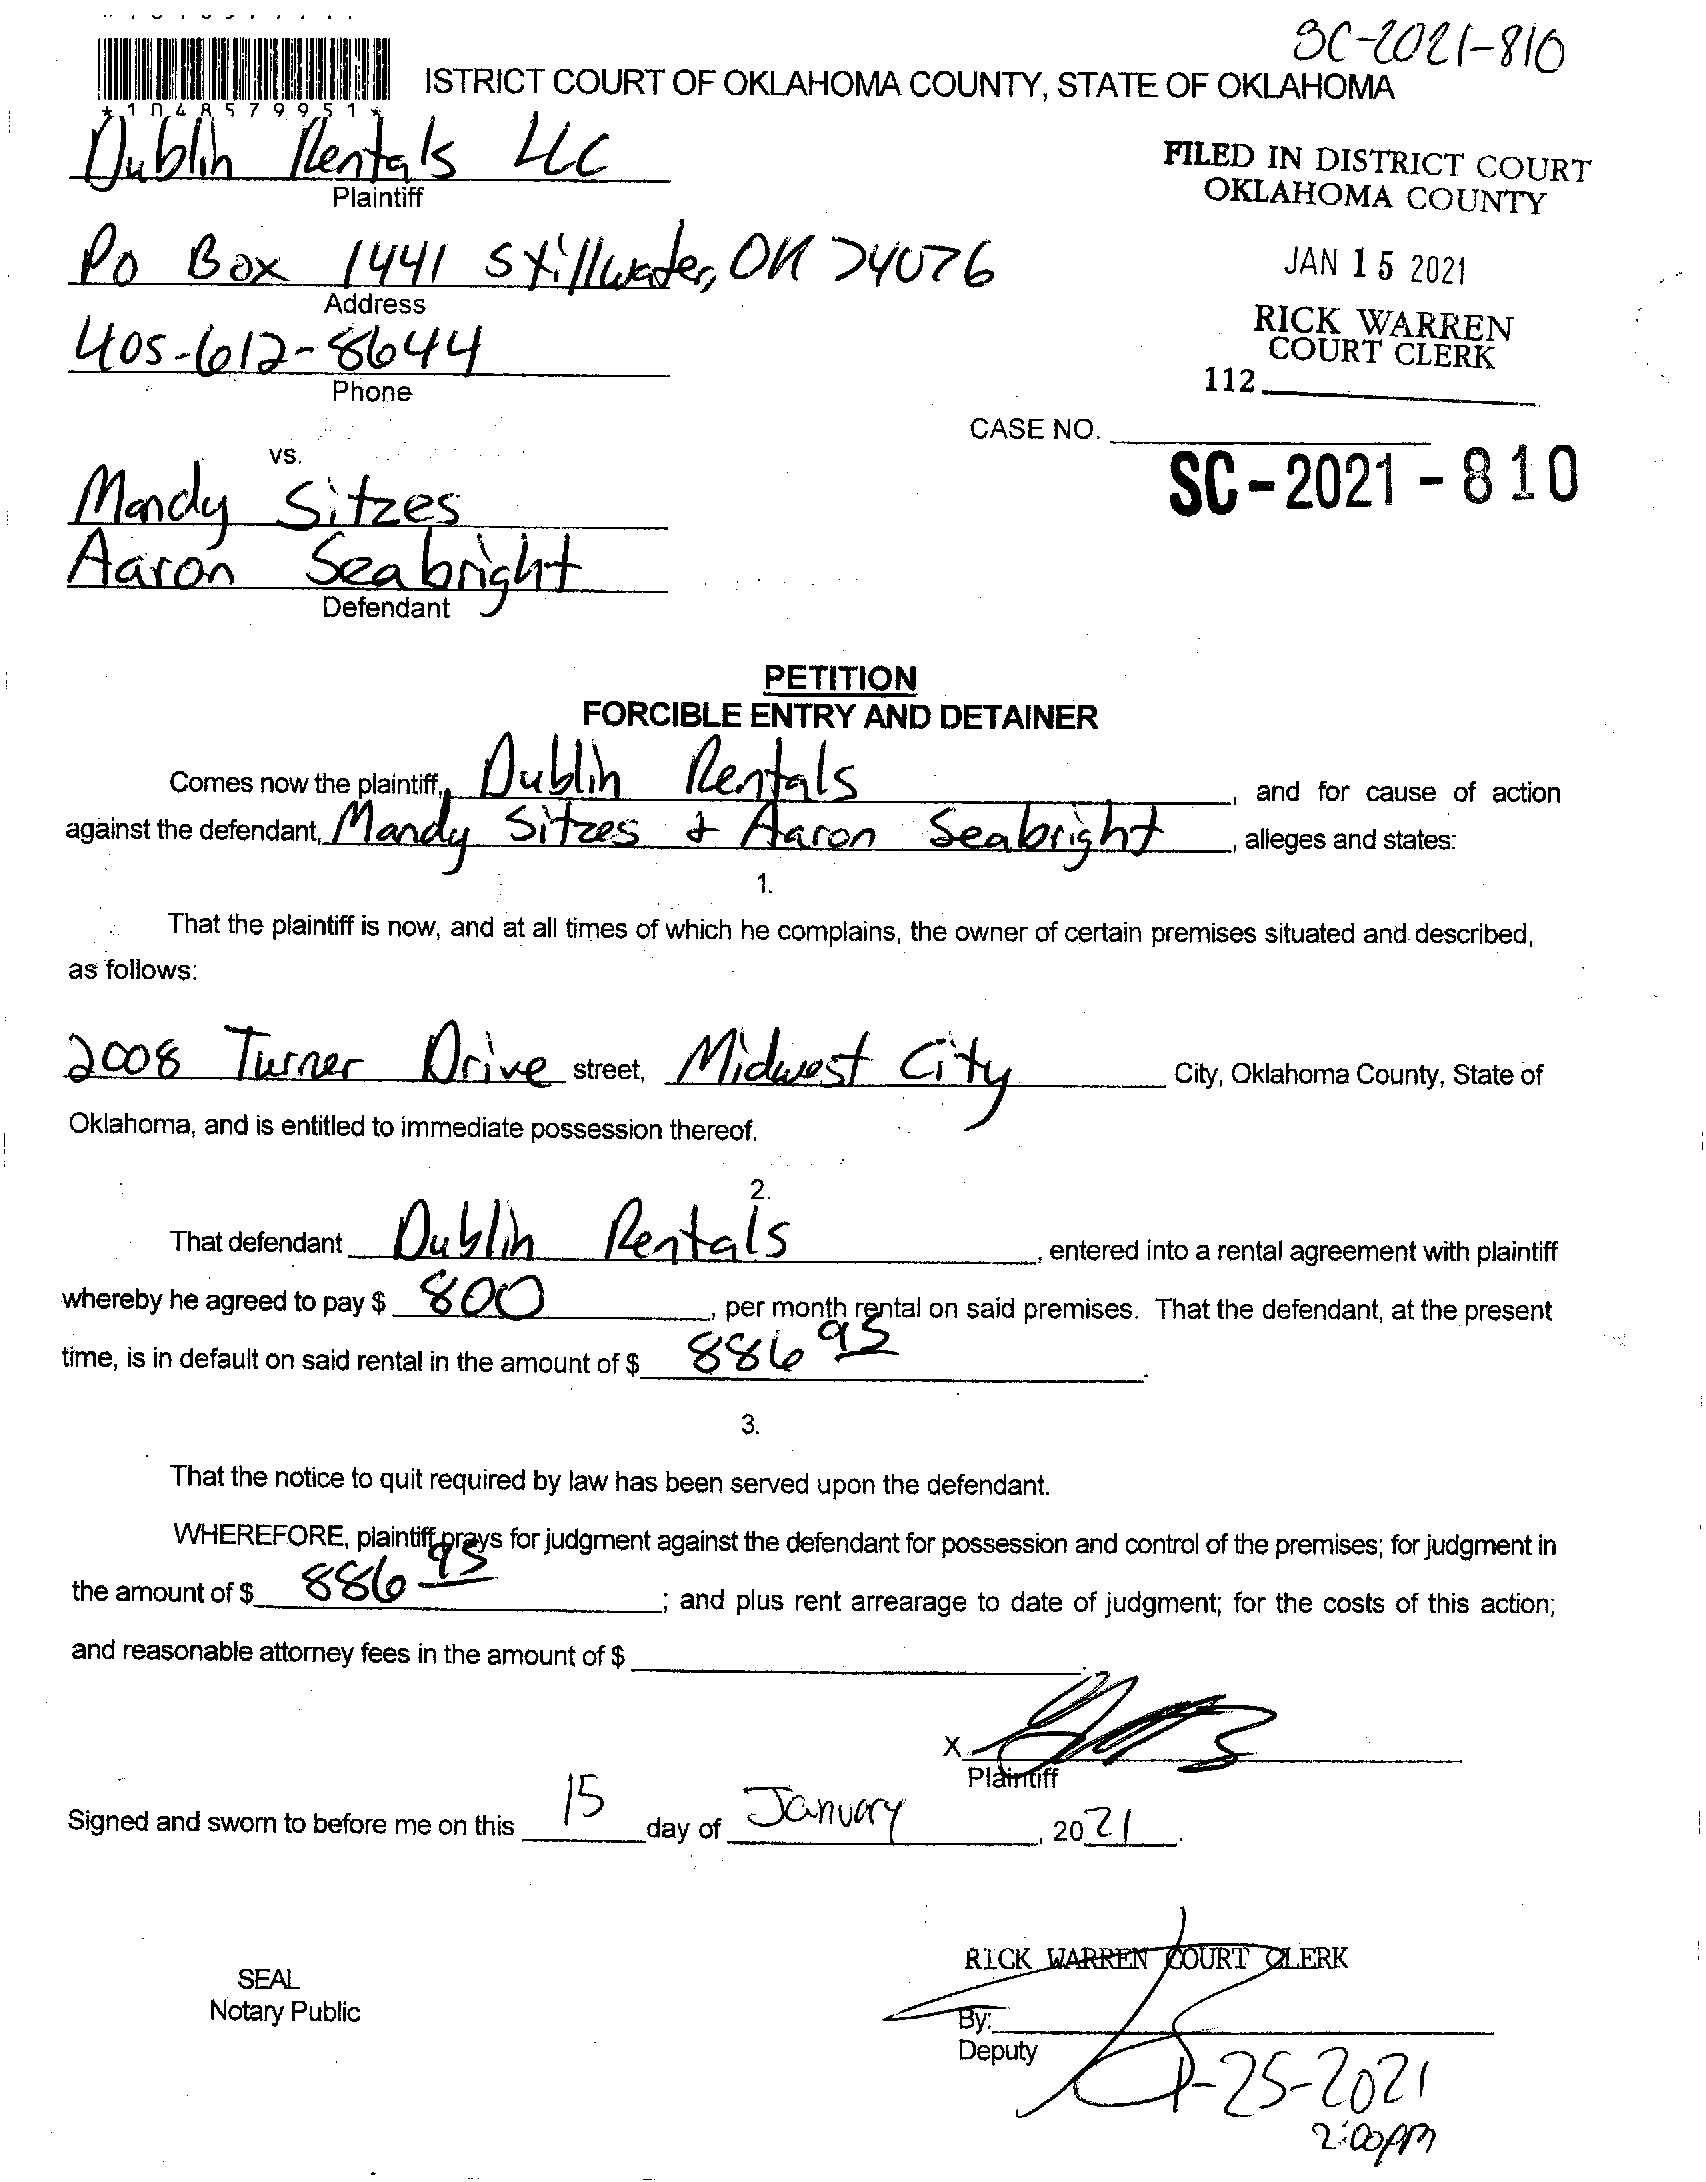 SC-2021-810
ISTRICT COURT OF OKLAHOMA COUNTY, STATE OF OKLAHOMA
*1048579951*
Dublin Rentals LLC
Plaintiff
FILED IN DISTRICT COURT
OKLAHOMA COUNTY
Po Box 1441 Stillwater, OK 74076
Address
JAN 15 2021
405-612-8644
Phone
RICK WARREN
COURT CLERK
112
CASE NO.
SC-2021-810
vs.
Mandy Sitzes
Aaron Seabright
Defendant
PETITION
FORCIBLE ENTRY AND DETAINER
Comes now the plaintiff, Dublin Rentals, and for cause of action
against the defendant, Mandy Sitzes & Aaron Seabright, alleges and states:
1.
That the plaintiff is now, and at all times of which he complains, the owner of certain premises situated and described,
as follows:
2008 Turner Drive street, Midwest City City, Oklahoma County, State of
Oklahoma, and is entitled to immediate possession thereof.
2.
That defendant Dublin Rentals, entered into a rental agreement with plaintiff
whereby he agreed to pay $ 800, per month rental on said premises. That the defendant, at the present
time, is in default on said rental in the amount of $ 886 95.
3.
That the notice to quit required by law has been served upon the defendant.
WHEREFORE, plaintiff prays for judgment against the defendant for possession and control of the premises; for judgment in
the amount of $ 886 95; and plus rent arrearage to date of judgment; for the costs of this action;
and reasonable attorney fees in the amount of $
X
Plaintiff
Signed and sworn to before me on this 15 day of January, 2021.
SEAL
Notary Public
RICK WARREN COURT CLERK
By:
Deputy
1-25-2021
2:00pm